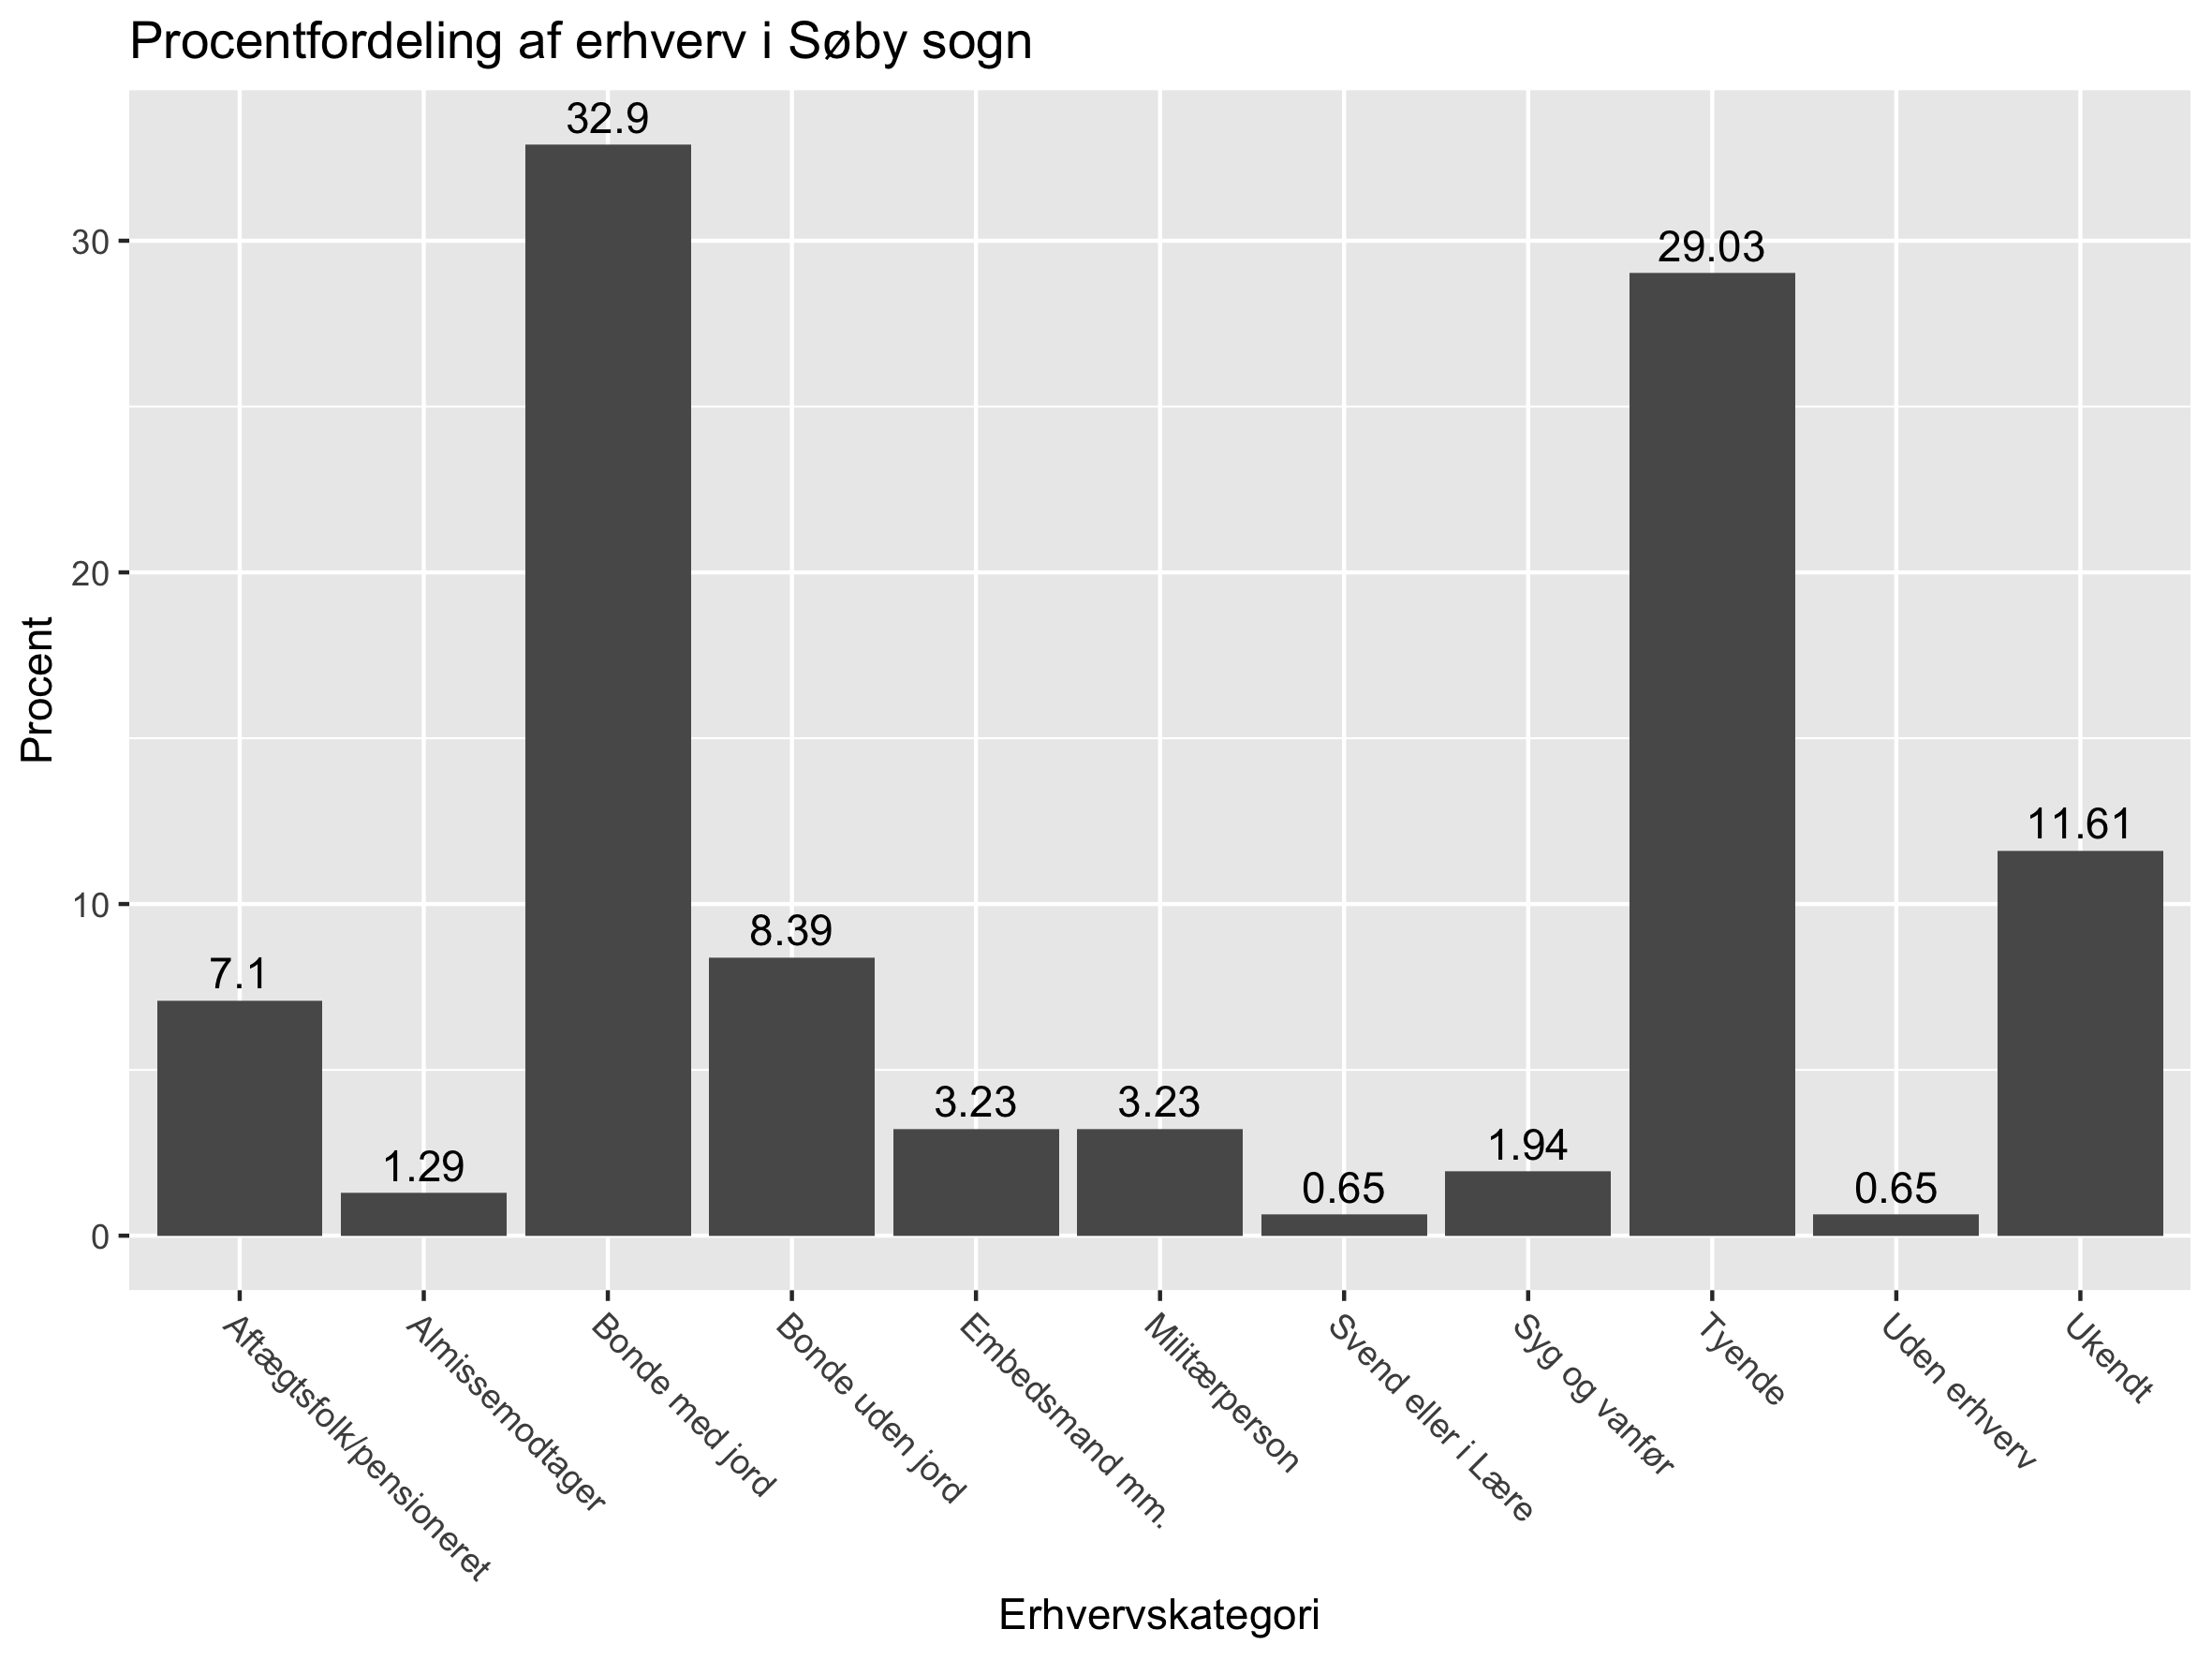 Procentfordeling af erhverv i Søby sogn
Procent
30
20
10
0
7.1
1.29
32.9
8.39
3.23
3.23
0.65
1.94
29.03
0.65
11.61
Aftægtsfolk/pensioneret
Almissemodtager
Bonde med jord
Bonde uden jord
Embedsmand mm.
Militærperson
Svend eller i Lære
Syg og vanfør
Tyende
Uden erhverv
Ukendt
Erhvervskategori